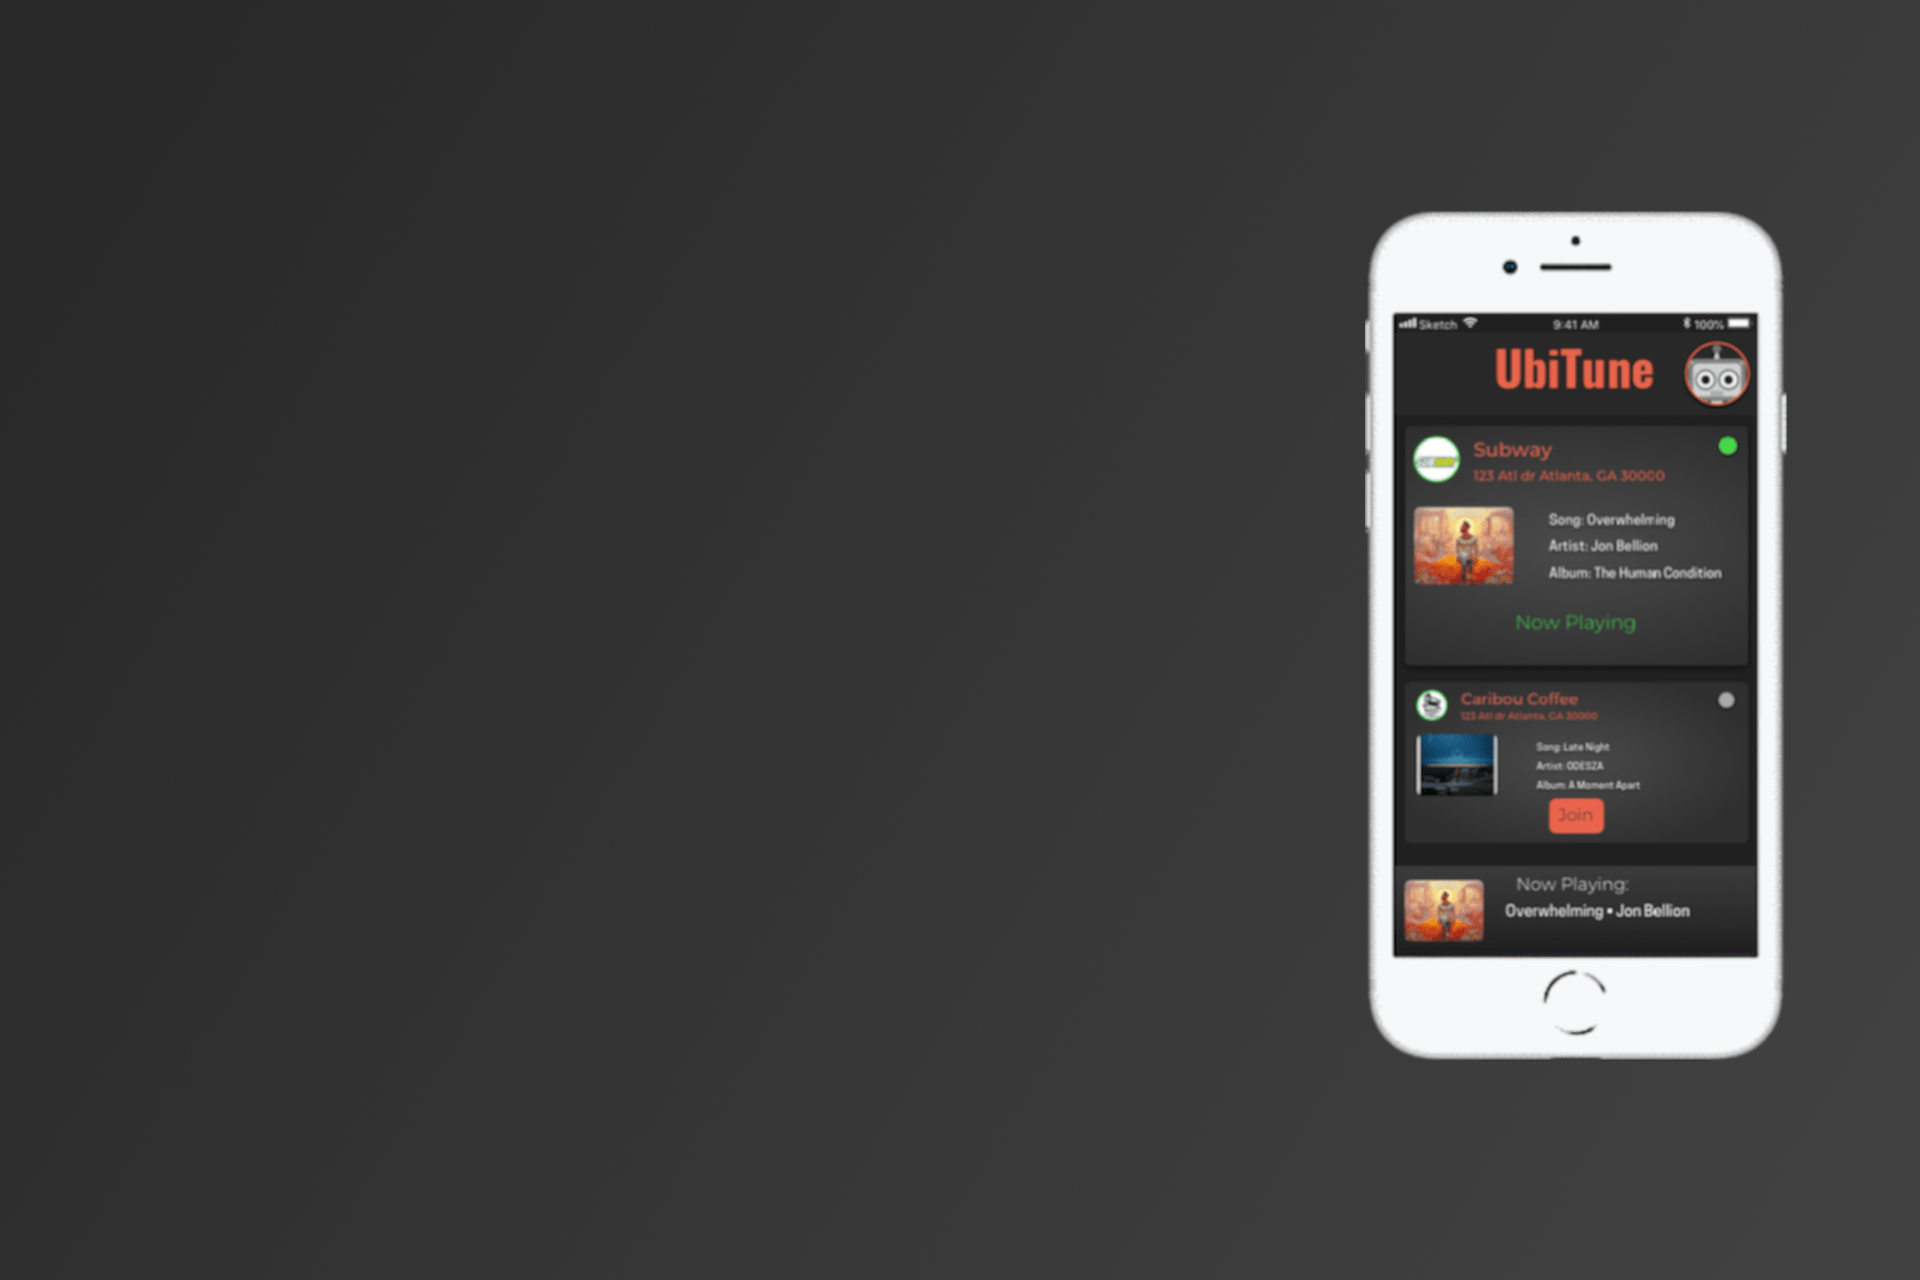 Sketch 9:41 AM 100%
UbiTune
Subway
123 Atl dr Atlanta, GA 30000
Song: Overwhelming
Artist: Jon Bellion
Album: The Human Condition
Now Playing
Caribou Coffee
123 Atl dr Atlanta, GA 30000
Song: Late Night
Artist: ODESZA
Album: A Moment Apart
Join
Now Playing:
Overwhelming • Jon Bellion